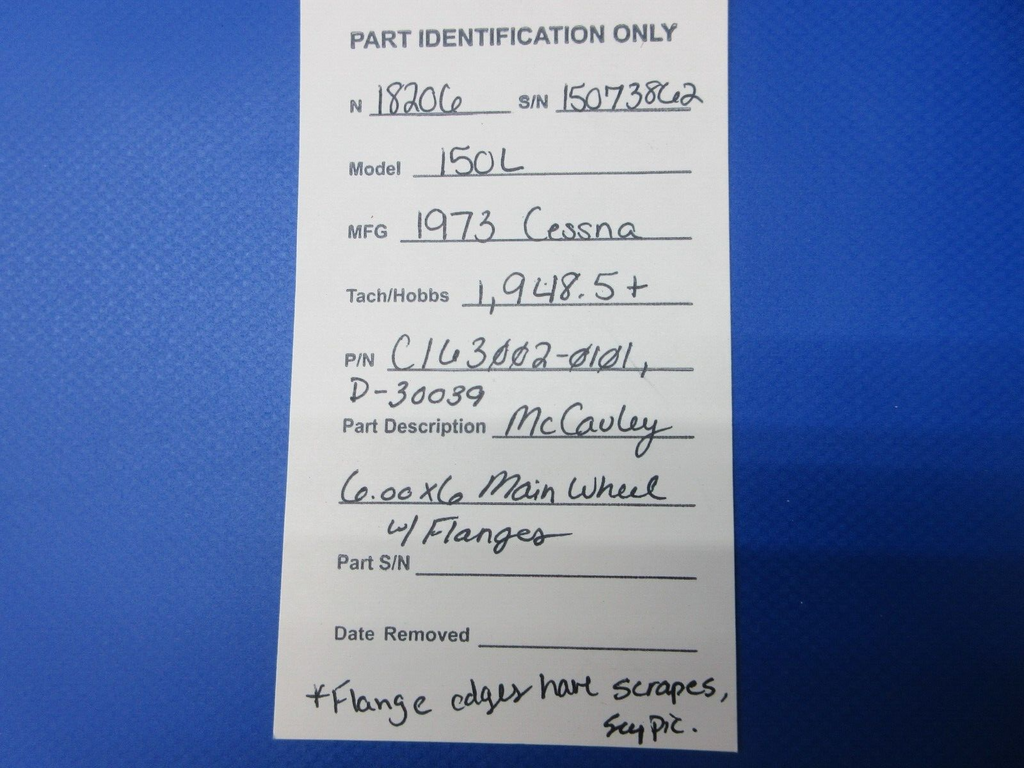 PART IDENTIFICATION ONLY
N 18206 S/N 15073862
Model 150L
MFG 1973 Cessna
Tach/Hobbs 1,948.5+
P/N C163002-0101,
D-30039
Part Description McCauley
6.00x6 Main Wheel
w/ Flanges
Part S/N
Date Removed
*Flange edges have scrapes,
see pic.